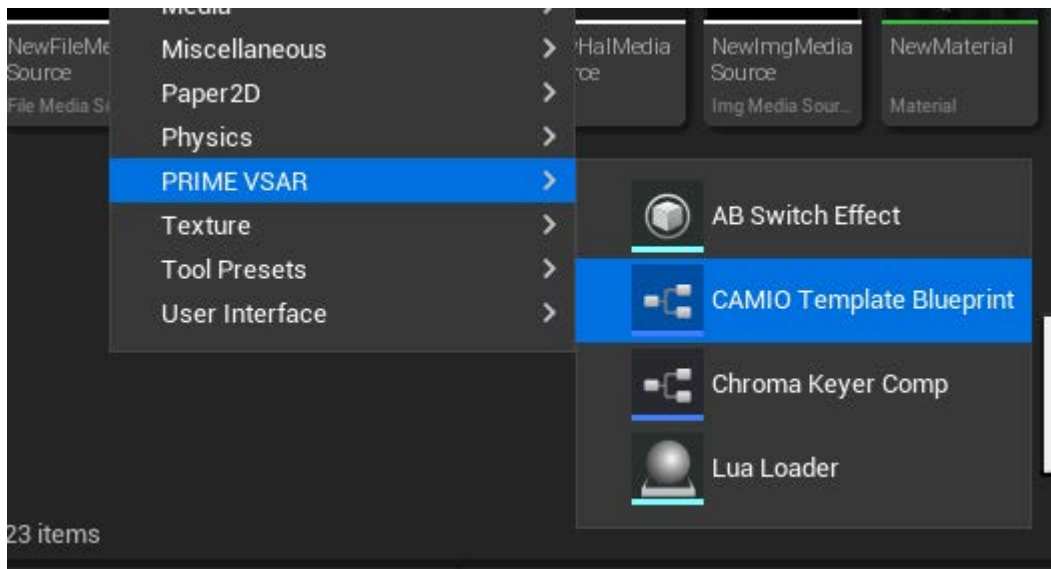 Media
NewFileMe
Source
File Media S
Miscellaneous
Paper2D
Physics
PRIME VSAR
Texture
Tool Presets
User Interface
HalMedia
rce
NewImgMedia
Source
Img Media Sour...
NewMaterial
Material
AB Switch Effect
CAMIO Template Blueprint
Chroma Keyer Comp
Lua Loader
23 items